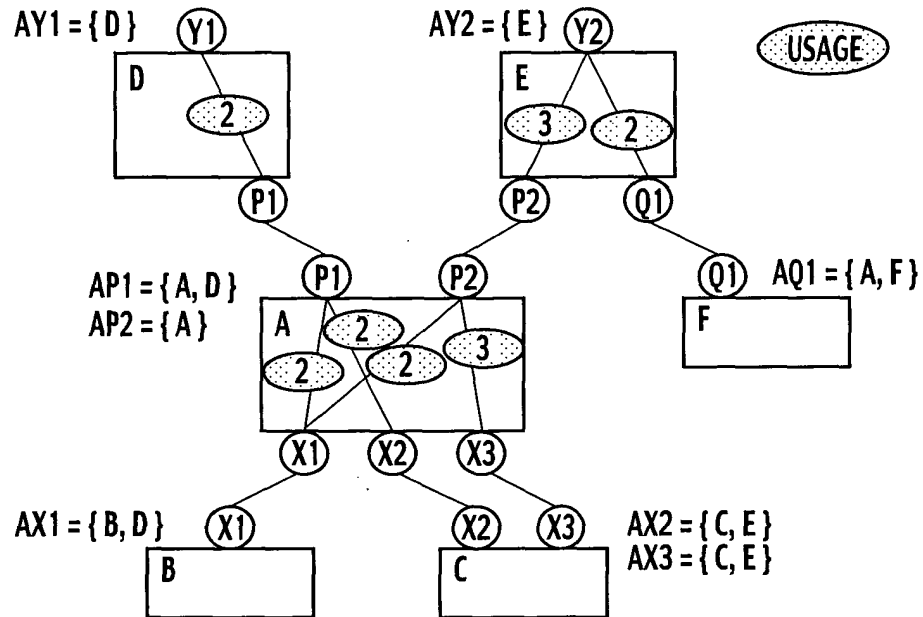 AY1 = { D }
Y1
AY2 = { E }
Y2
USAGE
D
E
2
3
2
P1
P2
Q1
P1
P2
Q1
AP1 = { A, D }
AP2 = { A }
AQ1 = { A, F }
A
F
2
2
2
3
X1
X2
X3
AX1 = { B, D }
X1
X2
X3
AX2 = { C, E }
AX3 = { C, E }
B
C